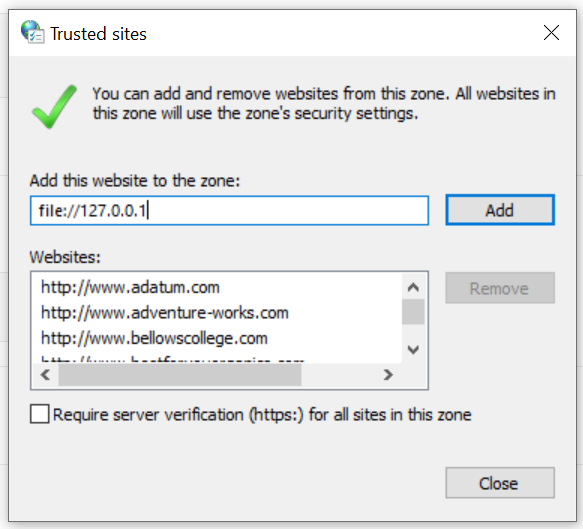 Trusted sites
You can add and remove websites from this zone. All websites in
this zone will use the zone's security settings.
Add this website to the zone:
file://127.0.0.1
Add
Websites:
http://www.adatum.com
Remove
http://www.adventure-works.com
http://www.bellowscollege.com
Require server verification (https:) for all sites in this zone
Close